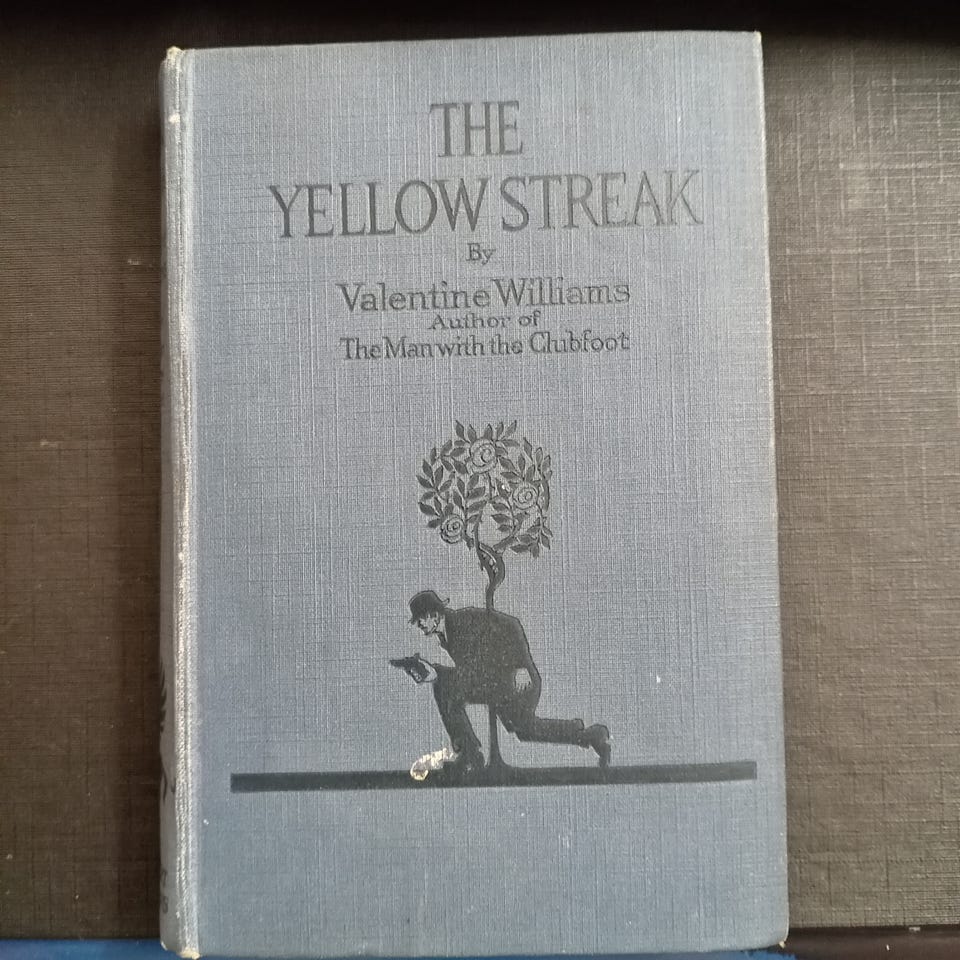 THE
YELLOW STREAK
By
Valentine Williams
Author of
The Man with the Clubfoot